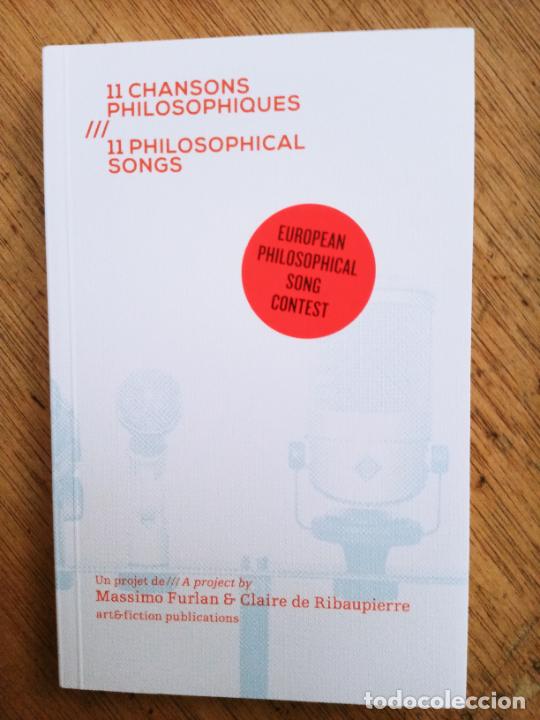 11 CHANSONS
PHILOSOPHIQUES
///
11 PHILOSOPHICAL
SONGS
EUROPEAN
PHILOSOPHICAL
SONG
CONTEST
Un projet de /// A project by
Massimo Furlan & Claire de Ribaupierre
art&fiction publications
todocoleccion.net